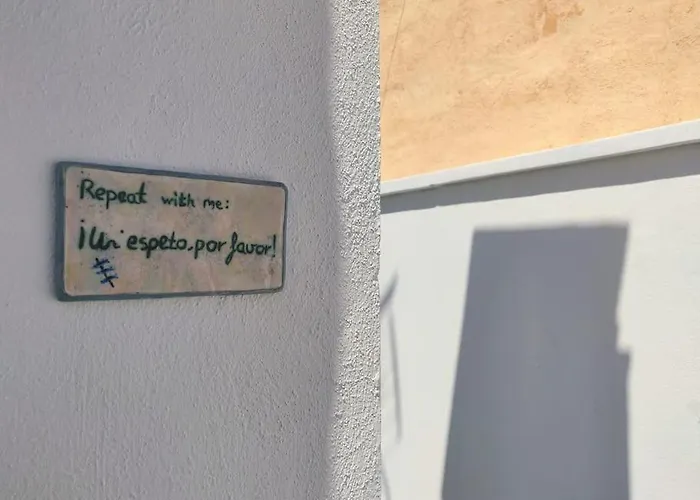 Repeat with me:
¡Un espeto, por favor!